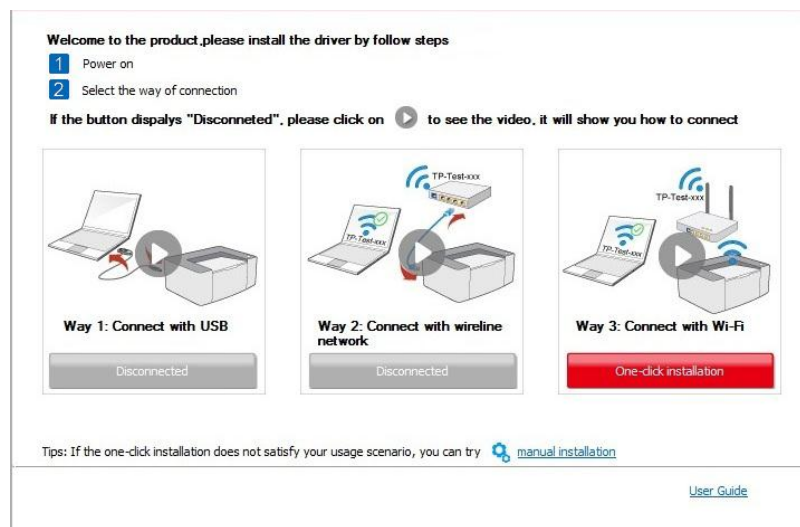 Welcome to the product,please install the driver by follow steps
1 Power on
2 Select the way of connection
If the button dispalys "Disconneted", please click on to see the video, it will show you how to connect
TP-Test-xxx
TP-Test-xxx
TP-Test-xxx
TP-Test-xxx
Way 1: Connect with USB
Way 2: Connect with wireline
network
Way 3: Connect with Wi-Fi
Disconnected
Disconnected
One-click installation
Tips: If the one-click installation does not satisfy your usage scenario, you can try manual installation
User Guide